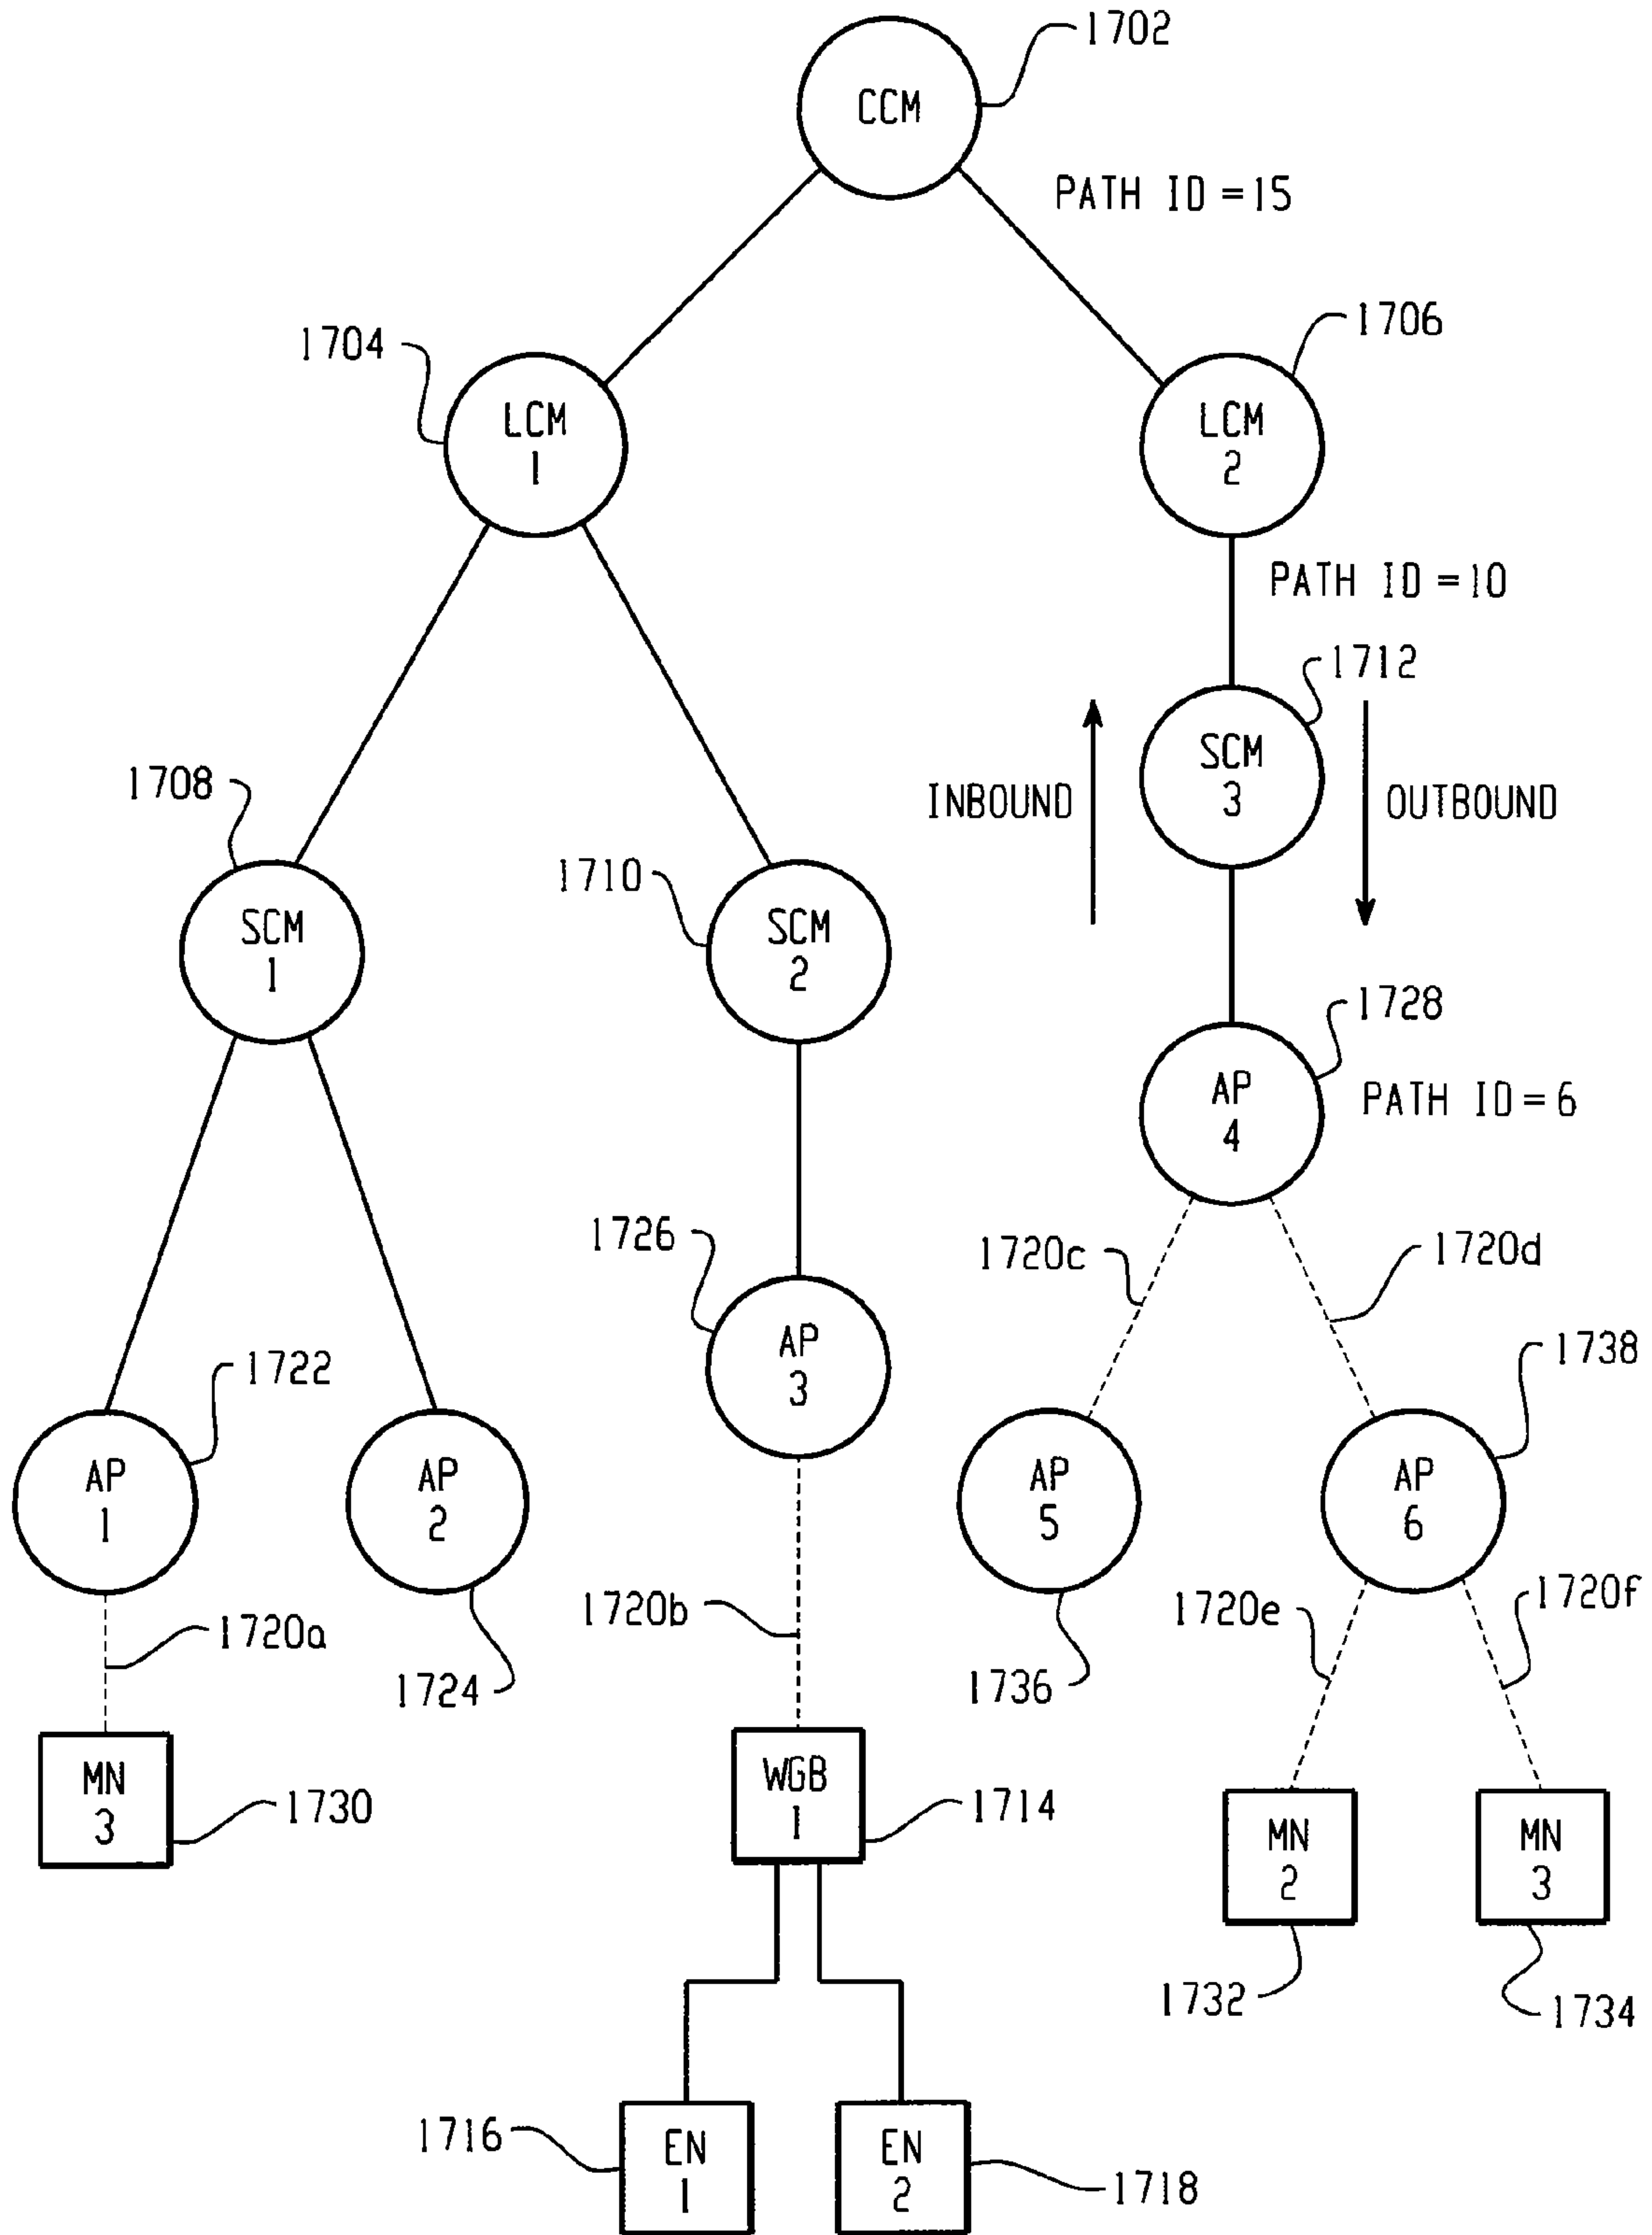 1702
CCM
PATH ID = 15
1704
1706
LCM
1
LCM
2
PATH ID = 10
1712
SCM
3
INBOUND
OUTBOUND
1708
1710
SCM
1
SCM
2
1728
AP
4
PATH ID = 6
1726
1720c
1720d
AP
3
1722
1738
AP
1
AP
2
AP
5
AP
6
1720a
1720b
1720e
1720f
1724
1736
MN
3
1730
WGB
1
1714
MN
2
MN
3
1732
1734
1716
EN
1
EN
2
1718